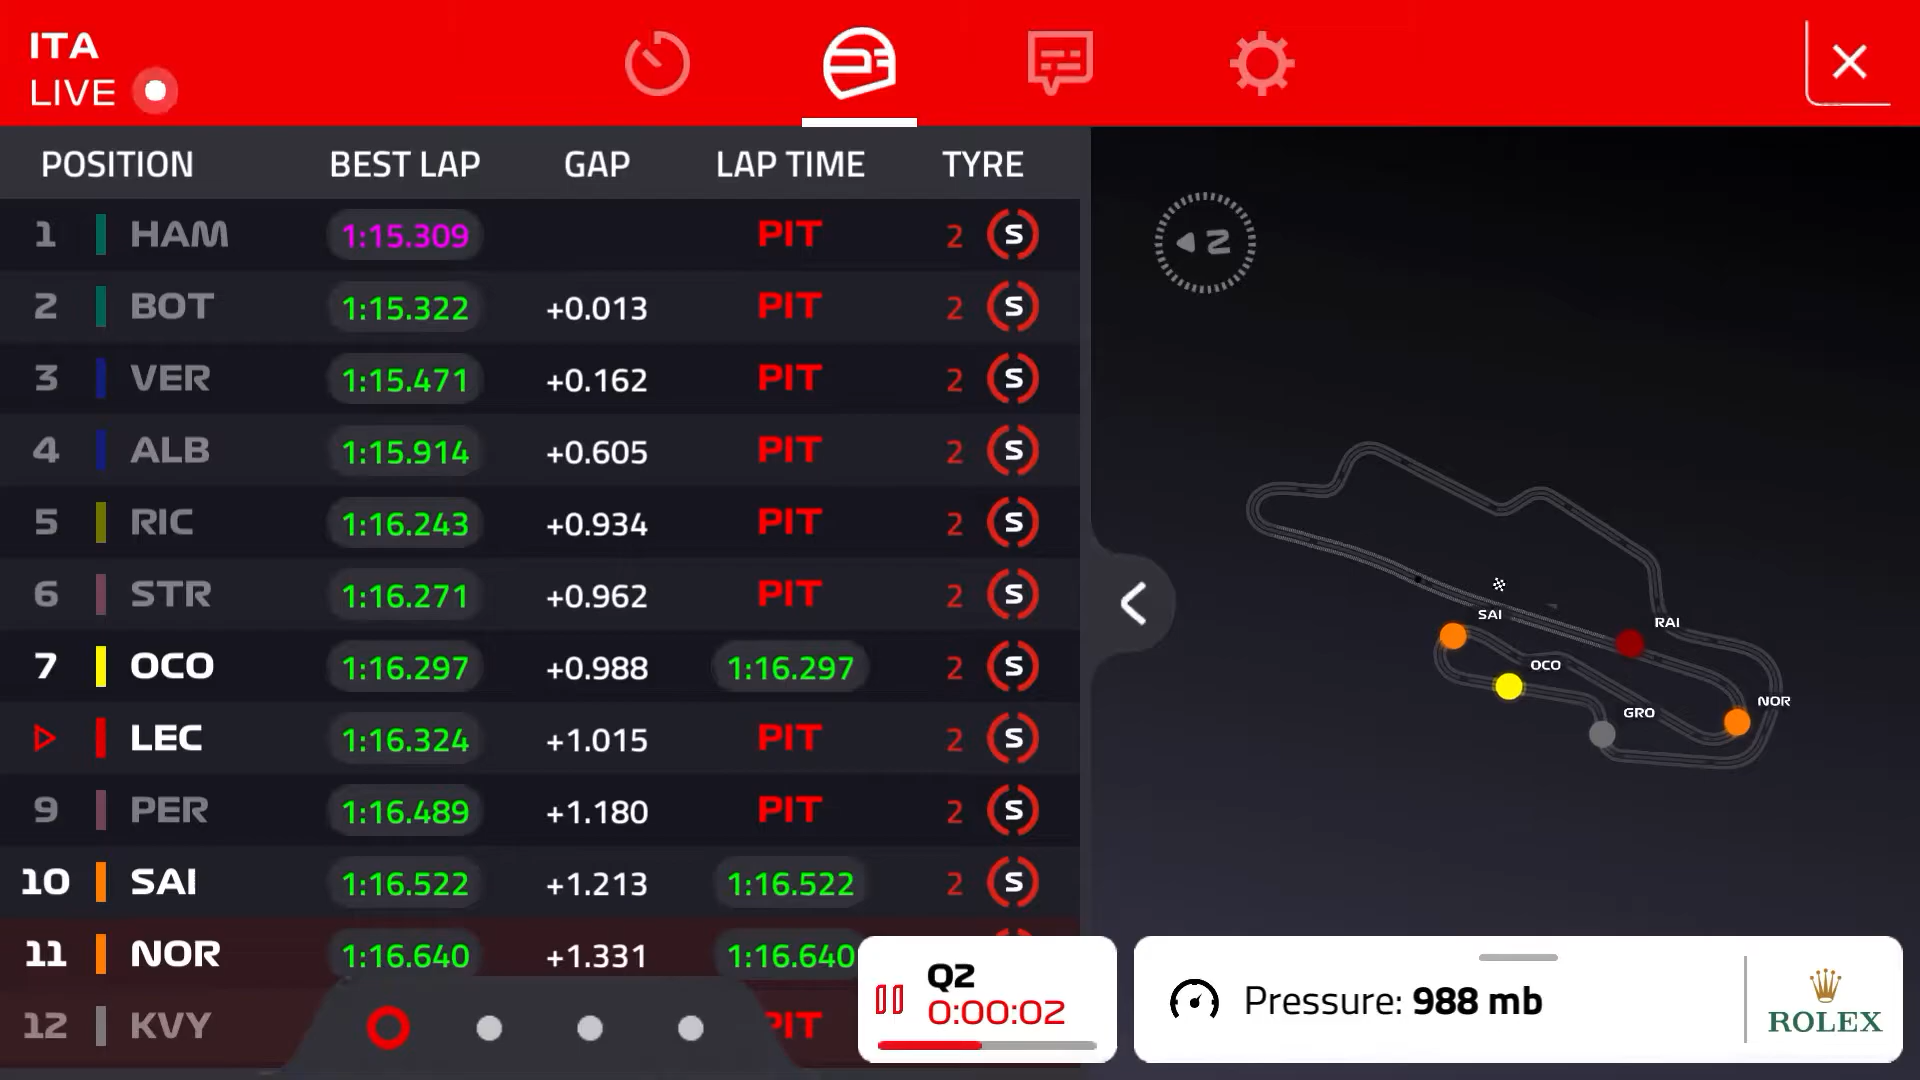 ITA
LIVE
POSITION BEST LAP GAP LAP TIME TYRE
1 HAM 1:15.309 PIT 2 S
2 BOT 1:15.322 +0.013 PIT 2 S
3 VER 1:15.471 +0.162 PIT 2 S
4 ALB 1:15.914 +0.605 PIT 2 S
5 RIC 1:16.243 +0.934 PIT 2 S
6 STR 1:16.271 +0.962 PIT 2 S
7 OCO 1:16.297 +0.988 1:16.297 2 S
LEC 1:16.324 +1.015 PIT 2 S
9 PER 1:16.489 +1.180 PIT 2 S
10 SAI 1:16.522 +1.213 1:16.522 2 S
11 NOR 1:16.640 +1.331 1:16.640
12 KVY PIT
Q2
0:00:02
Pressure: 988 mb
ROLEX
SAI
RAI
OCO
NOR
GRO